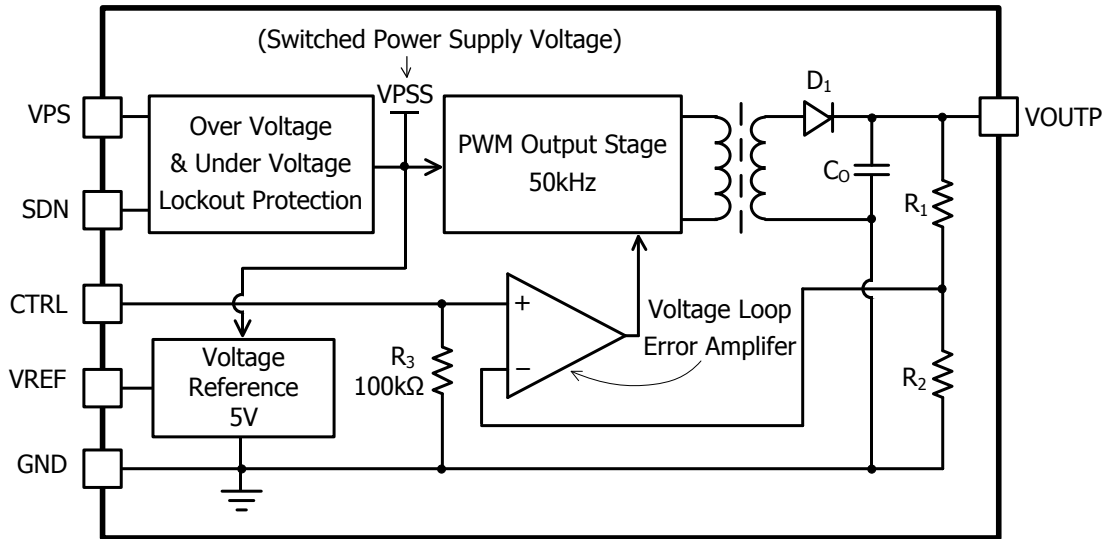 (Switched Power Supply Voltage)
VPSS
D₁
VPS
Over Voltage
& Under Voltage
Lockout Protection
PWM Output Stage
50kHz
VOUTP
C₀
R₁
SDN
CTRL
+
−
Voltage Loop
Error Amplifer
R₃
100kΩ
R₂
VREF
Voltage
Reference
5V
GND